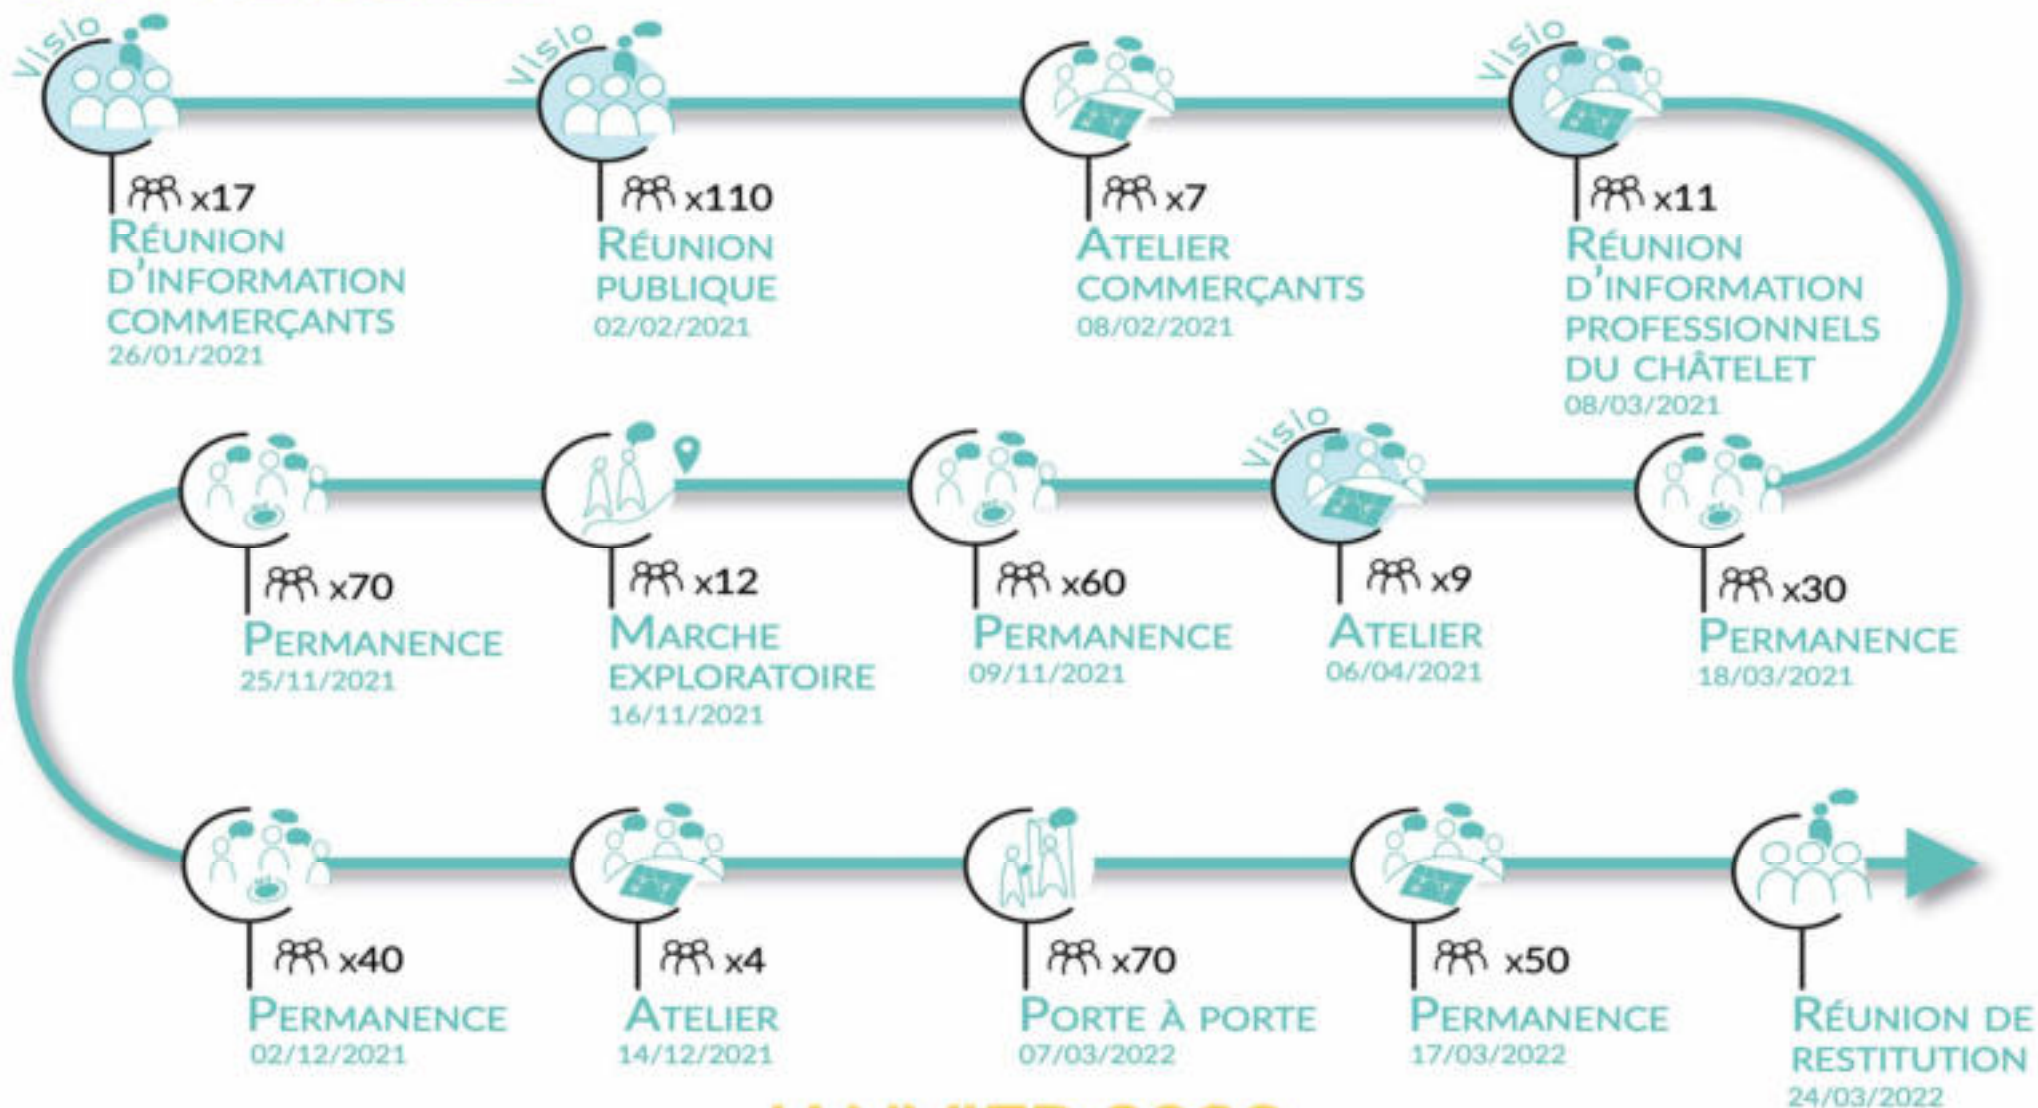 Visio
x17
RÉUNION
D'INFORMATION
COMMERÇANTS
26/01/2021
Visio
x110
RÉUNION
PUBLIQUE
02/02/2021
x7
ATELIER
COMMERÇANTS
08/02/2021
Visio
x11
RÉUNION
D'INFORMATION
PROFESSIONNELS
DU CHÂTELET
08/03/2021
x30
PERMANENCE
18/03/2021
Visio
x9
ATELIER
06/04/2021
x60
PERMANENCE
09/11/2021
x12
MARCHE
EXPLORATOIRE
16/11/2021
x70
PERMANENCE
25/11/2021
x40
PERMANENCE
02/12/2021
x4
ATELIER
14/12/2021
x70
PORTE À PORTE
07/03/2022
x50
PERMANENCE
17/03/2022
RÉUNION DE
RESTITUTION
24/03/2022